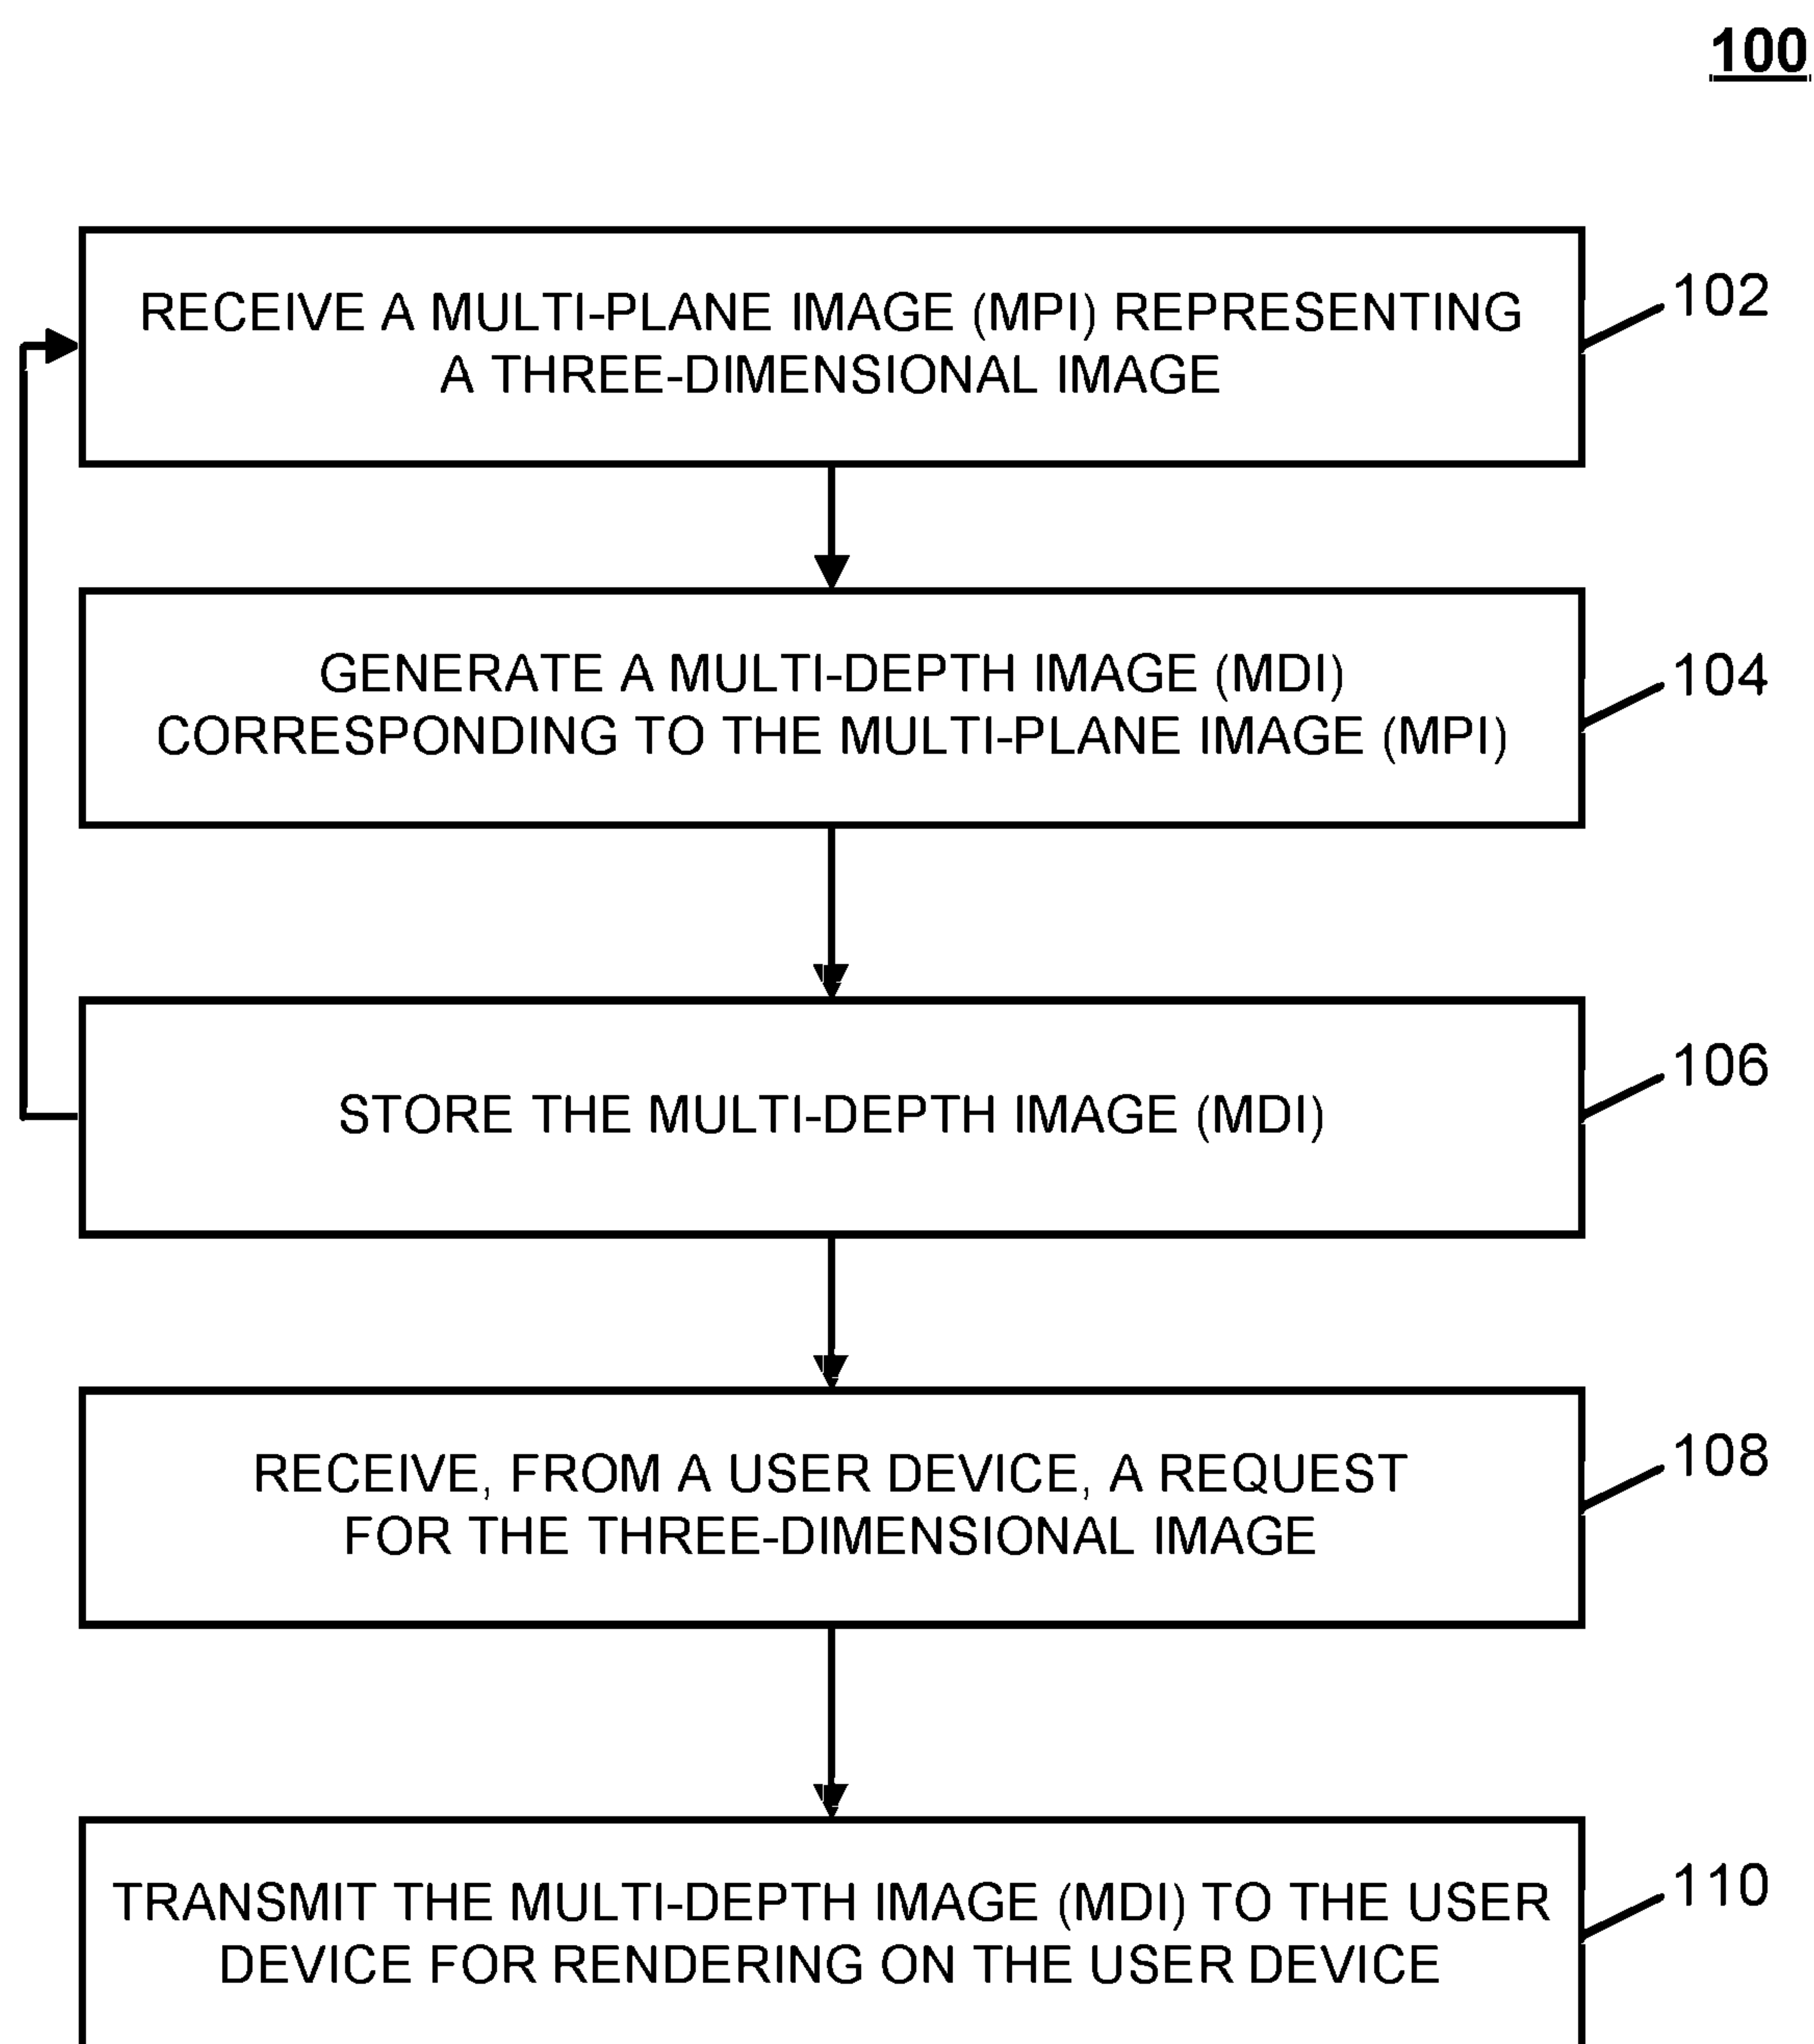 100
RECEIVE A MULTI-PLANE IMAGE (MPI) REPRESENTING
A THREE-DIMENSIONAL IMAGE
102
GENERATE A MULTI-DEPTH IMAGE (MDI)
CORRESPONDING TO THE MULTI-PLANE IMAGE (MPI)
104
STORE THE MULTI-DEPTH IMAGE (MDI)
106
RECEIVE, FROM A USER DEVICE, A REQUEST
FOR THE THREE-DIMENSIONAL IMAGE
108
TRANSMIT THE MULTI-DEPTH IMAGE (MDI) TO THE USER
DEVICE FOR RENDERING ON THE USER DEVICE
110